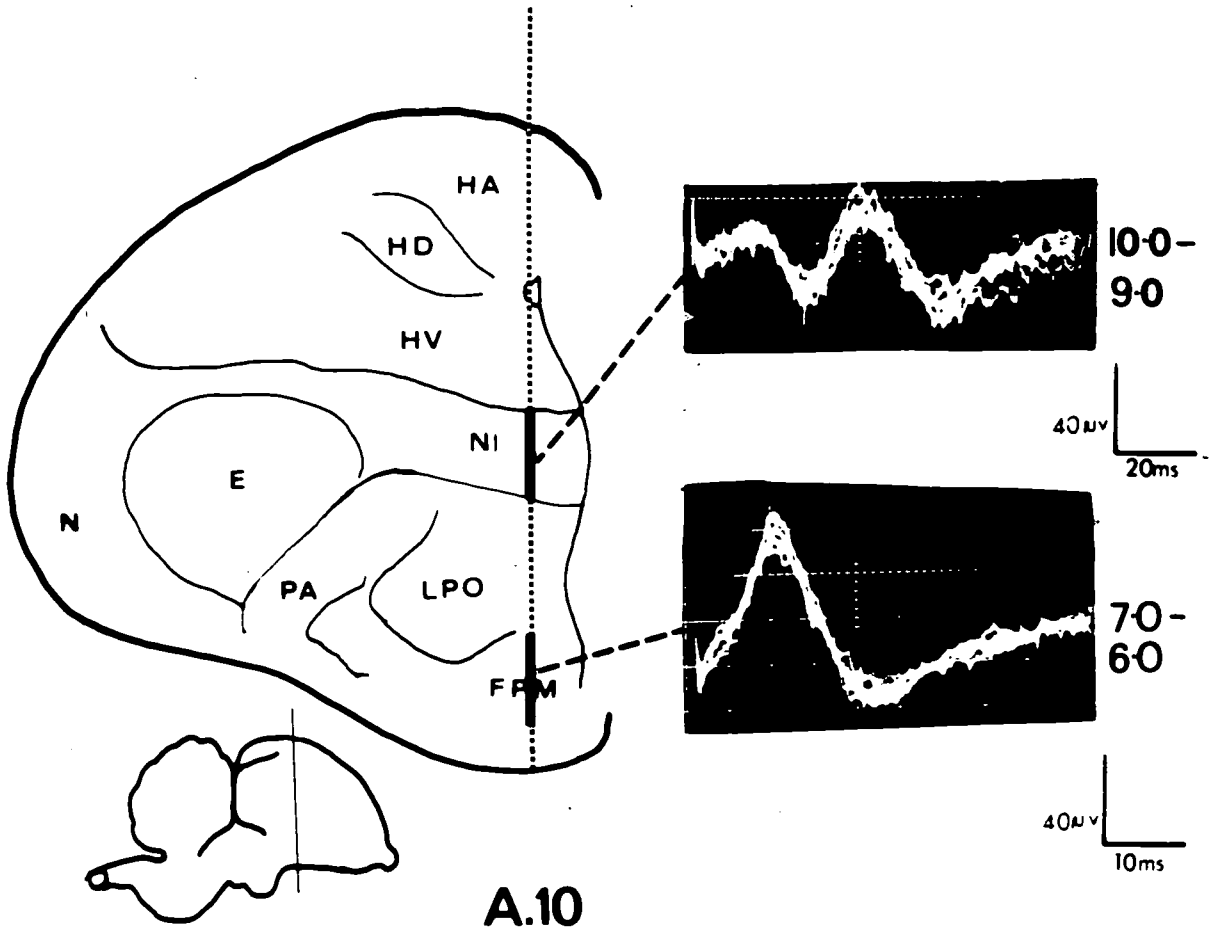 HA
HD
HV
NI
E
N
PA
LPO
FPM
10·0 –
9·0
40μv
20ms
7·0 –
6·0
40μv
10ms
A.10